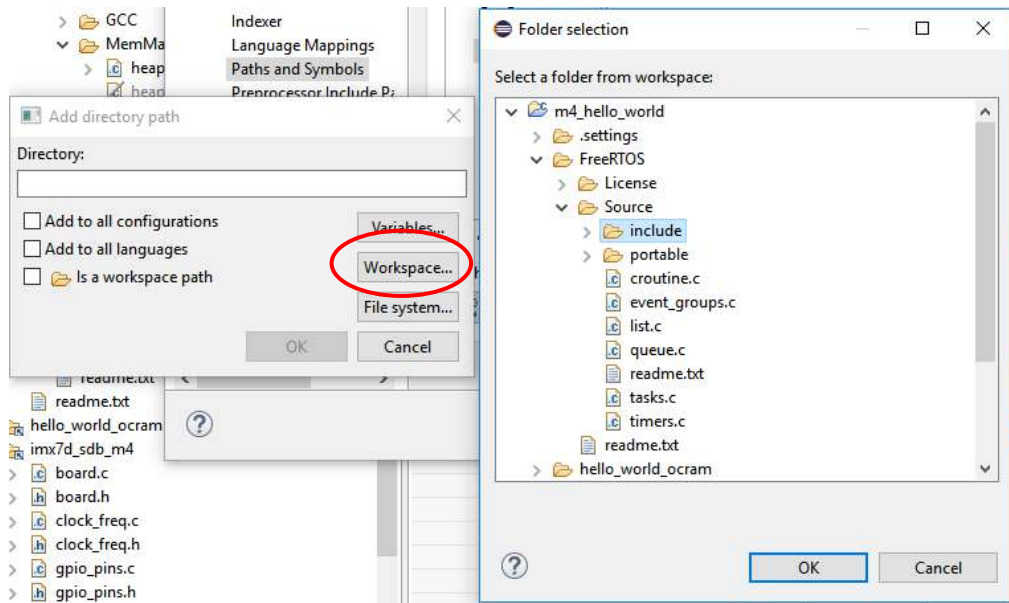 GCC
MemMa
heap
heap
Indexer
Language Mappings
Paths and Symbols
Preprocessor Include Pa
Add directory path
Directory:
Add to all configurations
Add to all languages
Is a workspace path
Variables...
Workspace...
File system...
OK
Cancel
readme.txt
readme.txt
hello_world_ocram
imx7d_sdb_m4
board.c
board.h
clock_freq.c
clock_freq.h
gpio_pins.c
gpio_pins.h
Folder selection
Select a folder from workspace:
m4_hello_world
.settings
FreeRTOS
License
Source
include
portable
croutine.c
event_groups.c
list.c
queue.c
readme.txt
tasks.c
timers.c
readme.txt
hello_world_ocram
OK
Cancel